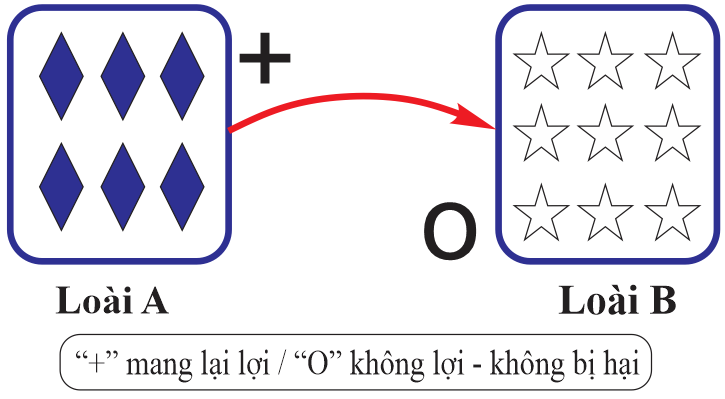 +
O
Loài A
Loài B
“+” mang lại lợi / “O” không lợi - không bị hại